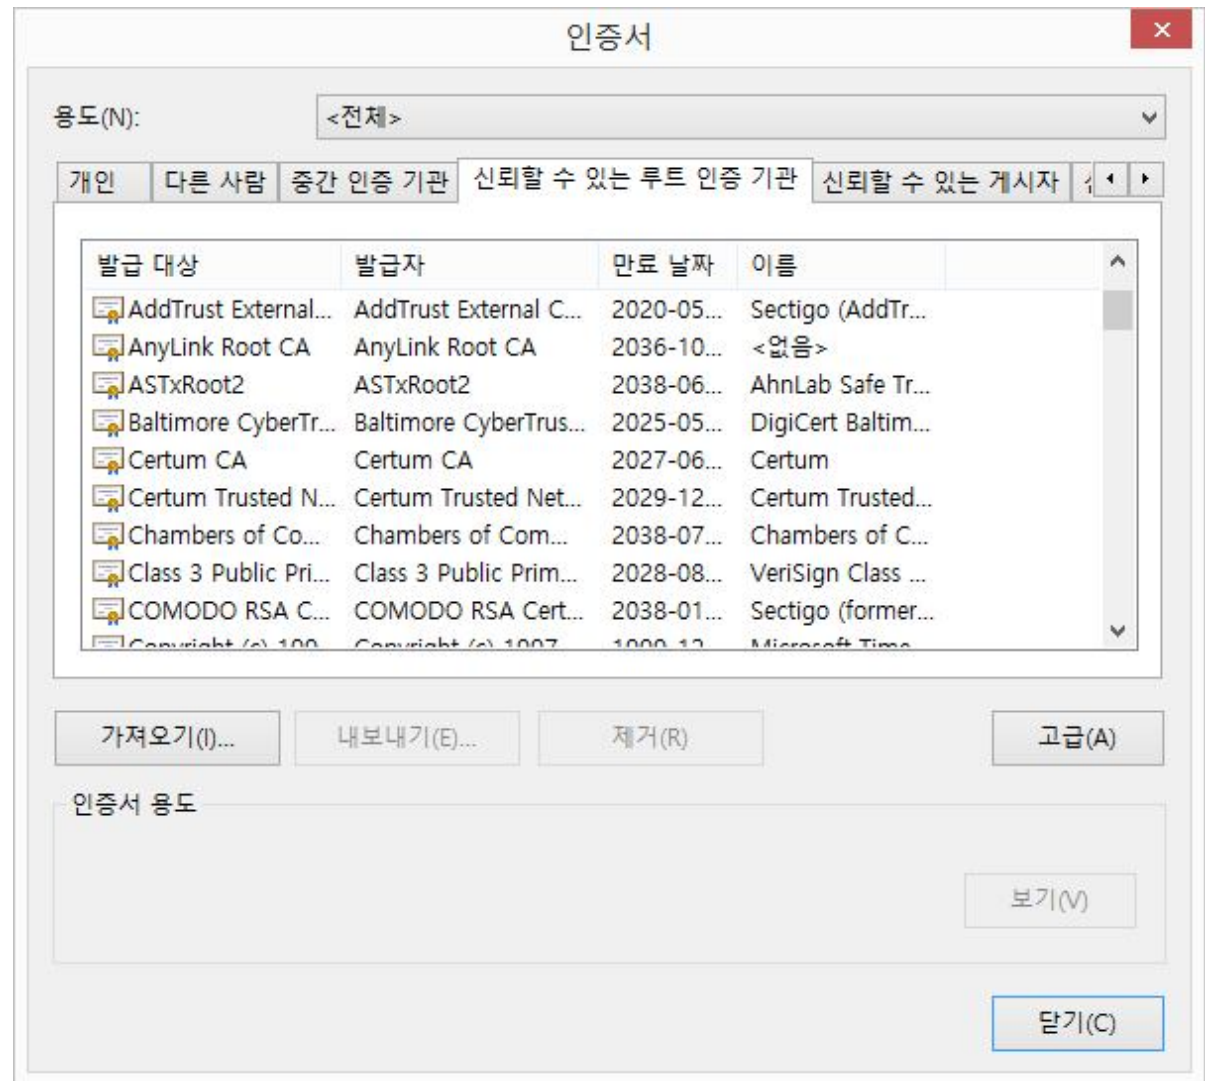 인증서
용도(N): <전체>
개인 다른 사람 중간 인증 기관 신뢰할 수 있는 루트 인증 기관 신뢰할 수 있는 게시자
발급 대상 발급자 만료 날짜 이름
AddTrust External... AddTrust External C... 2020-05... Sectigo (AddTr...
AnyLink Root CA AnyLink Root CA 2036-10... <없음>
ASTxRoot2 ASTxRoot2 2038-06... AhnLab Safe Tr...
Baltimore CyberTr... Baltimore CyberTrus... 2025-05... DigiCert Baltim...
Certum CA Certum CA 2027-06... Certum
Certum Trusted N... Certum Trusted Net... 2029-12... Certum Trusted...
Chambers of Co... Chambers of Com... 2038-07... Chambers of C...
Class 3 Public Pri... Class 3 Public Prim... 2028-08... VeriSign Class ...
COMODO RSA C... COMODO RSA Cert... 2038-01... Sectigo (former...
Copyright (c) 199... Copyright (c) 1997... 1999-12... Microsoft Time...
가져오기(I)... 내보내기(E)... 제거(R) 고급(A)
인증서 용도
보기(V)
닫기(C)